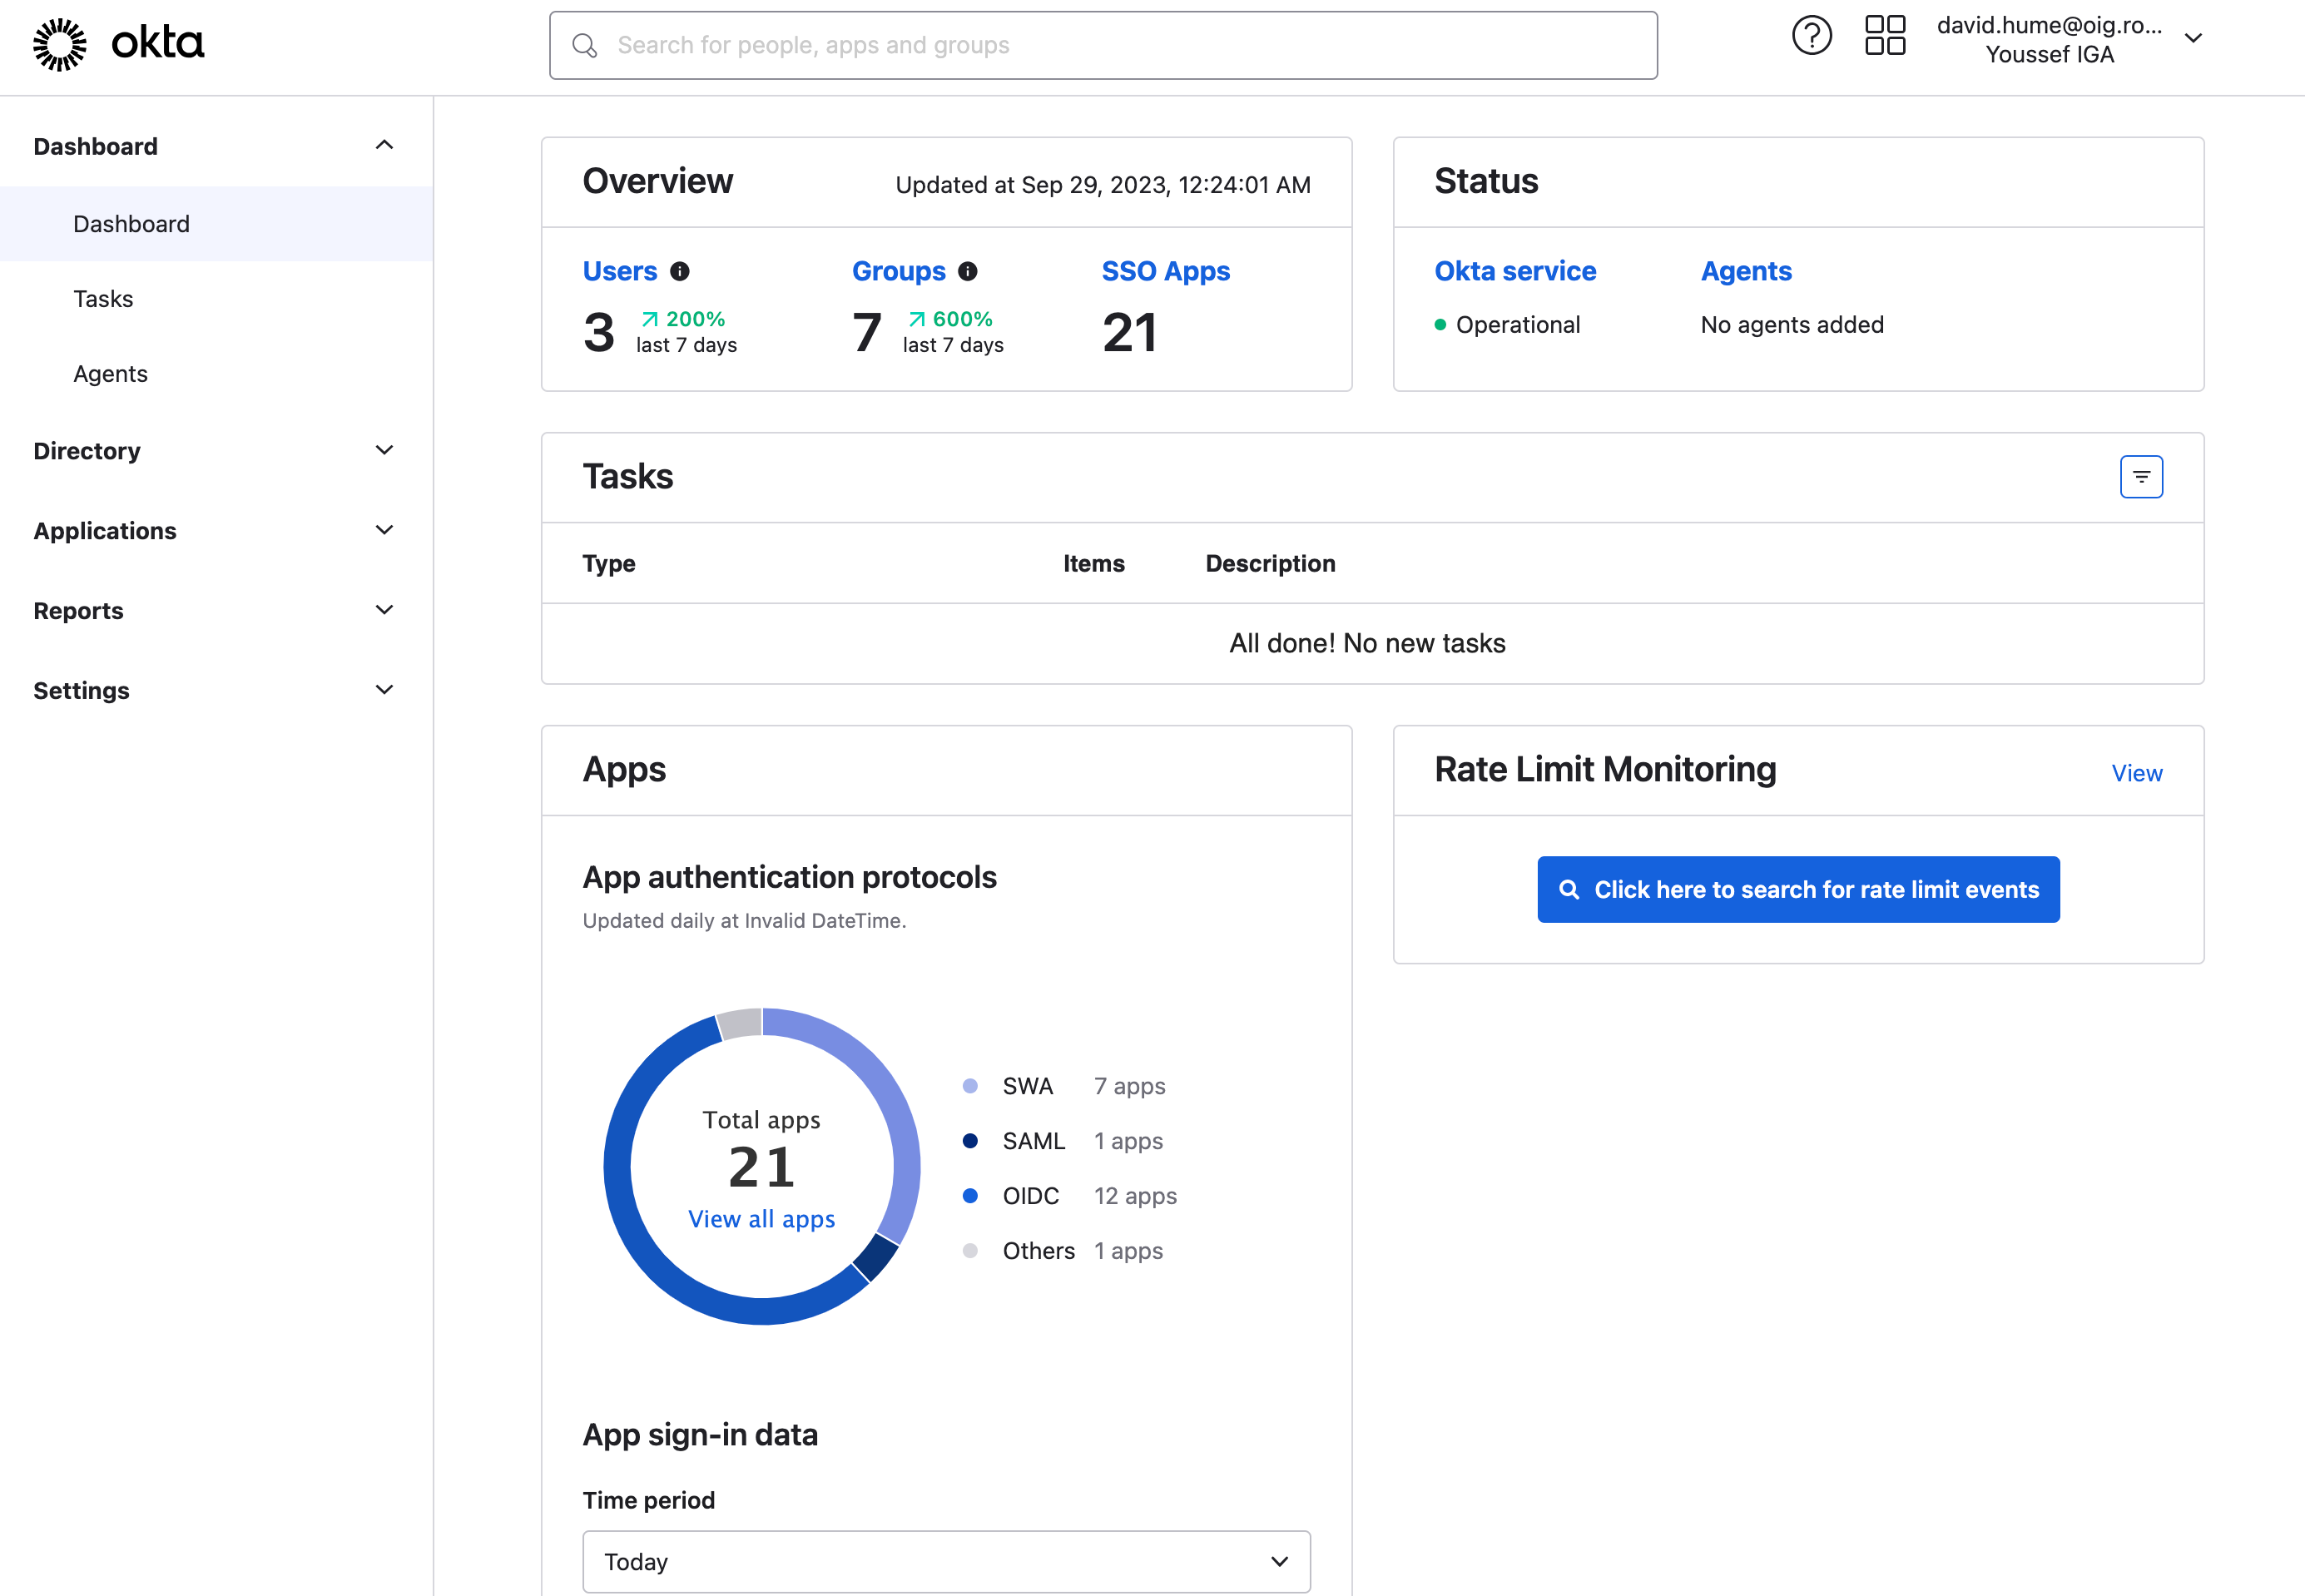 okta
Search for people, apps and groups
david.hume@oig.ro...
Youssef IGA
Dashboard
Dashboard
Tasks
Agents
Directory
Applications
Reports
Settings
Overview
Updated at Sep 29, 2023, 12:24:01 AM
Users
3
200%
last 7 days
Groups
7
600%
last 7 days
SSO Apps
21
Status
Okta service
Operational
Agents
No agents added
Tasks
Type Items Description
All done! No new tasks
Apps
App authentication protocols
Updated daily at Invalid DateTime.
Total apps
21
View all apps
SWA 7 apps
SAML 1 apps
OIDC 12 apps
Others 1 apps
App sign-in data
Time period
Today
Rate Limit Monitoring
View
Click here to search for rate limit events